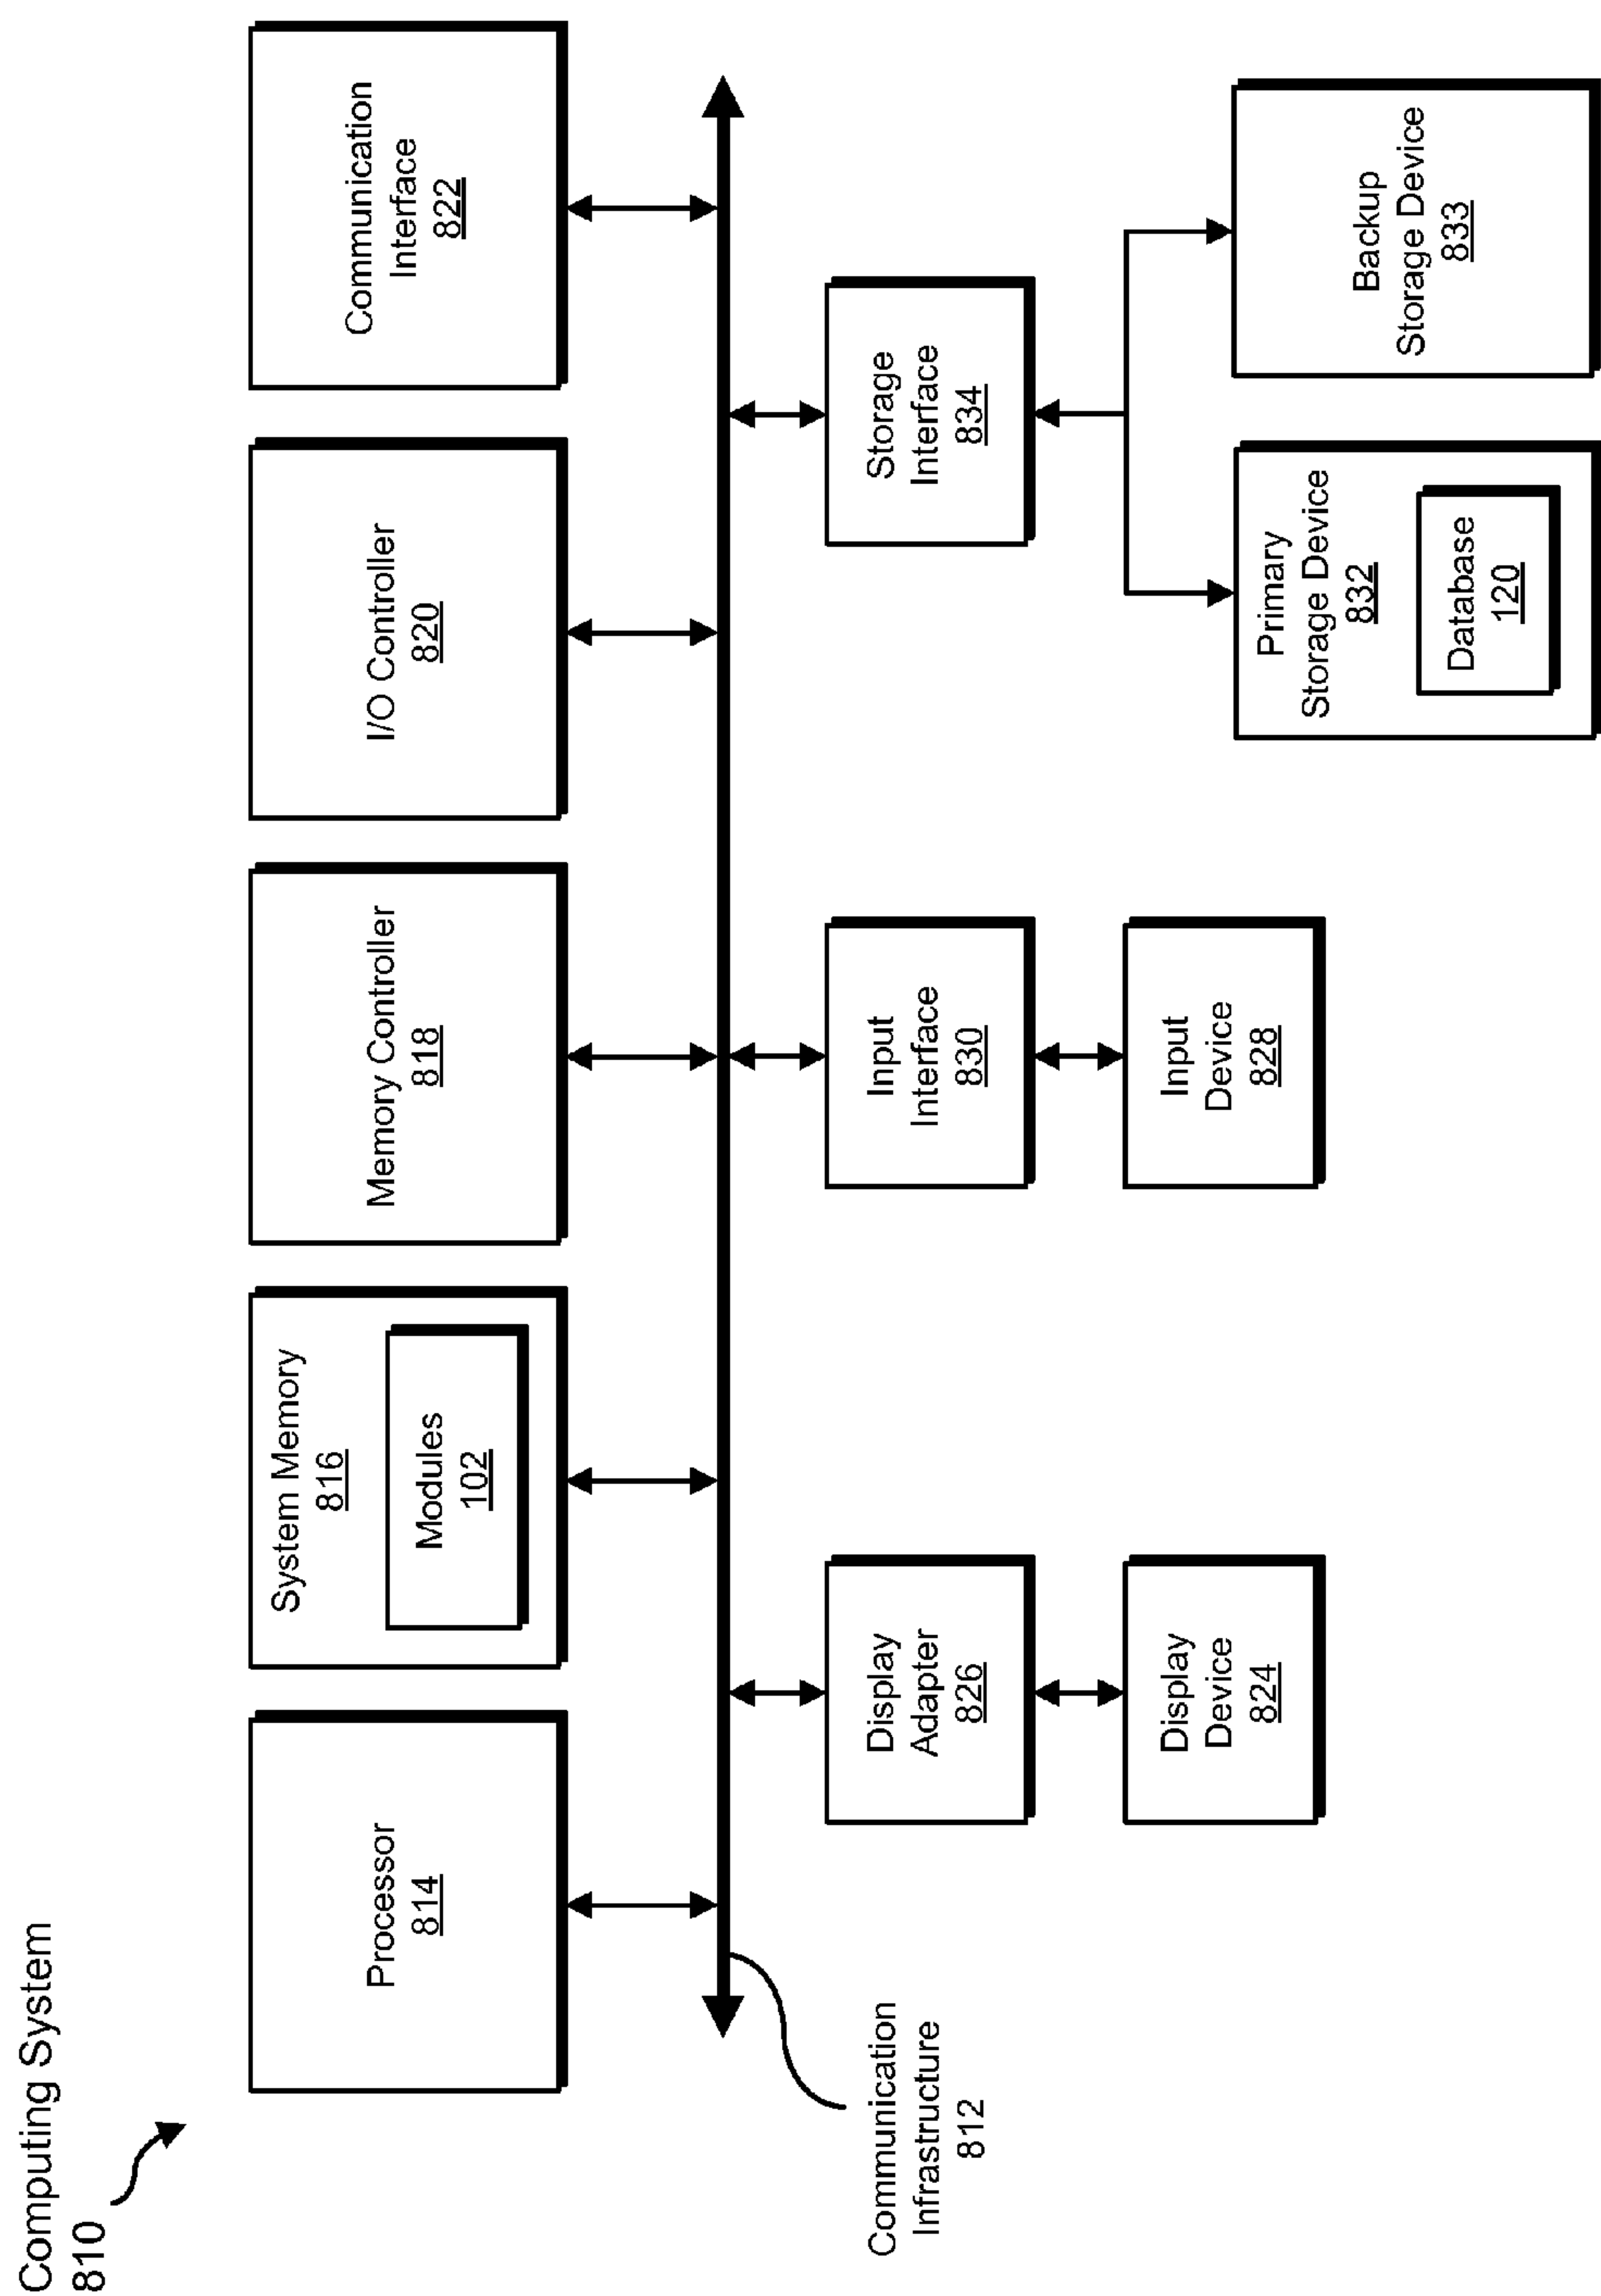 Computing System
810
Processor
814
System Memory
816
Modules
102
Memory Controller
818
I/O Controller
820
Communication
Interface
822
Communication
Infrastructure
812
Display
Adapter
826
Input
Interface
830
Storage
Interface
834
Display
Device
824
Input
Device
828
Primary
Storage Device
832
Database
120
Backup
Storage Device
833